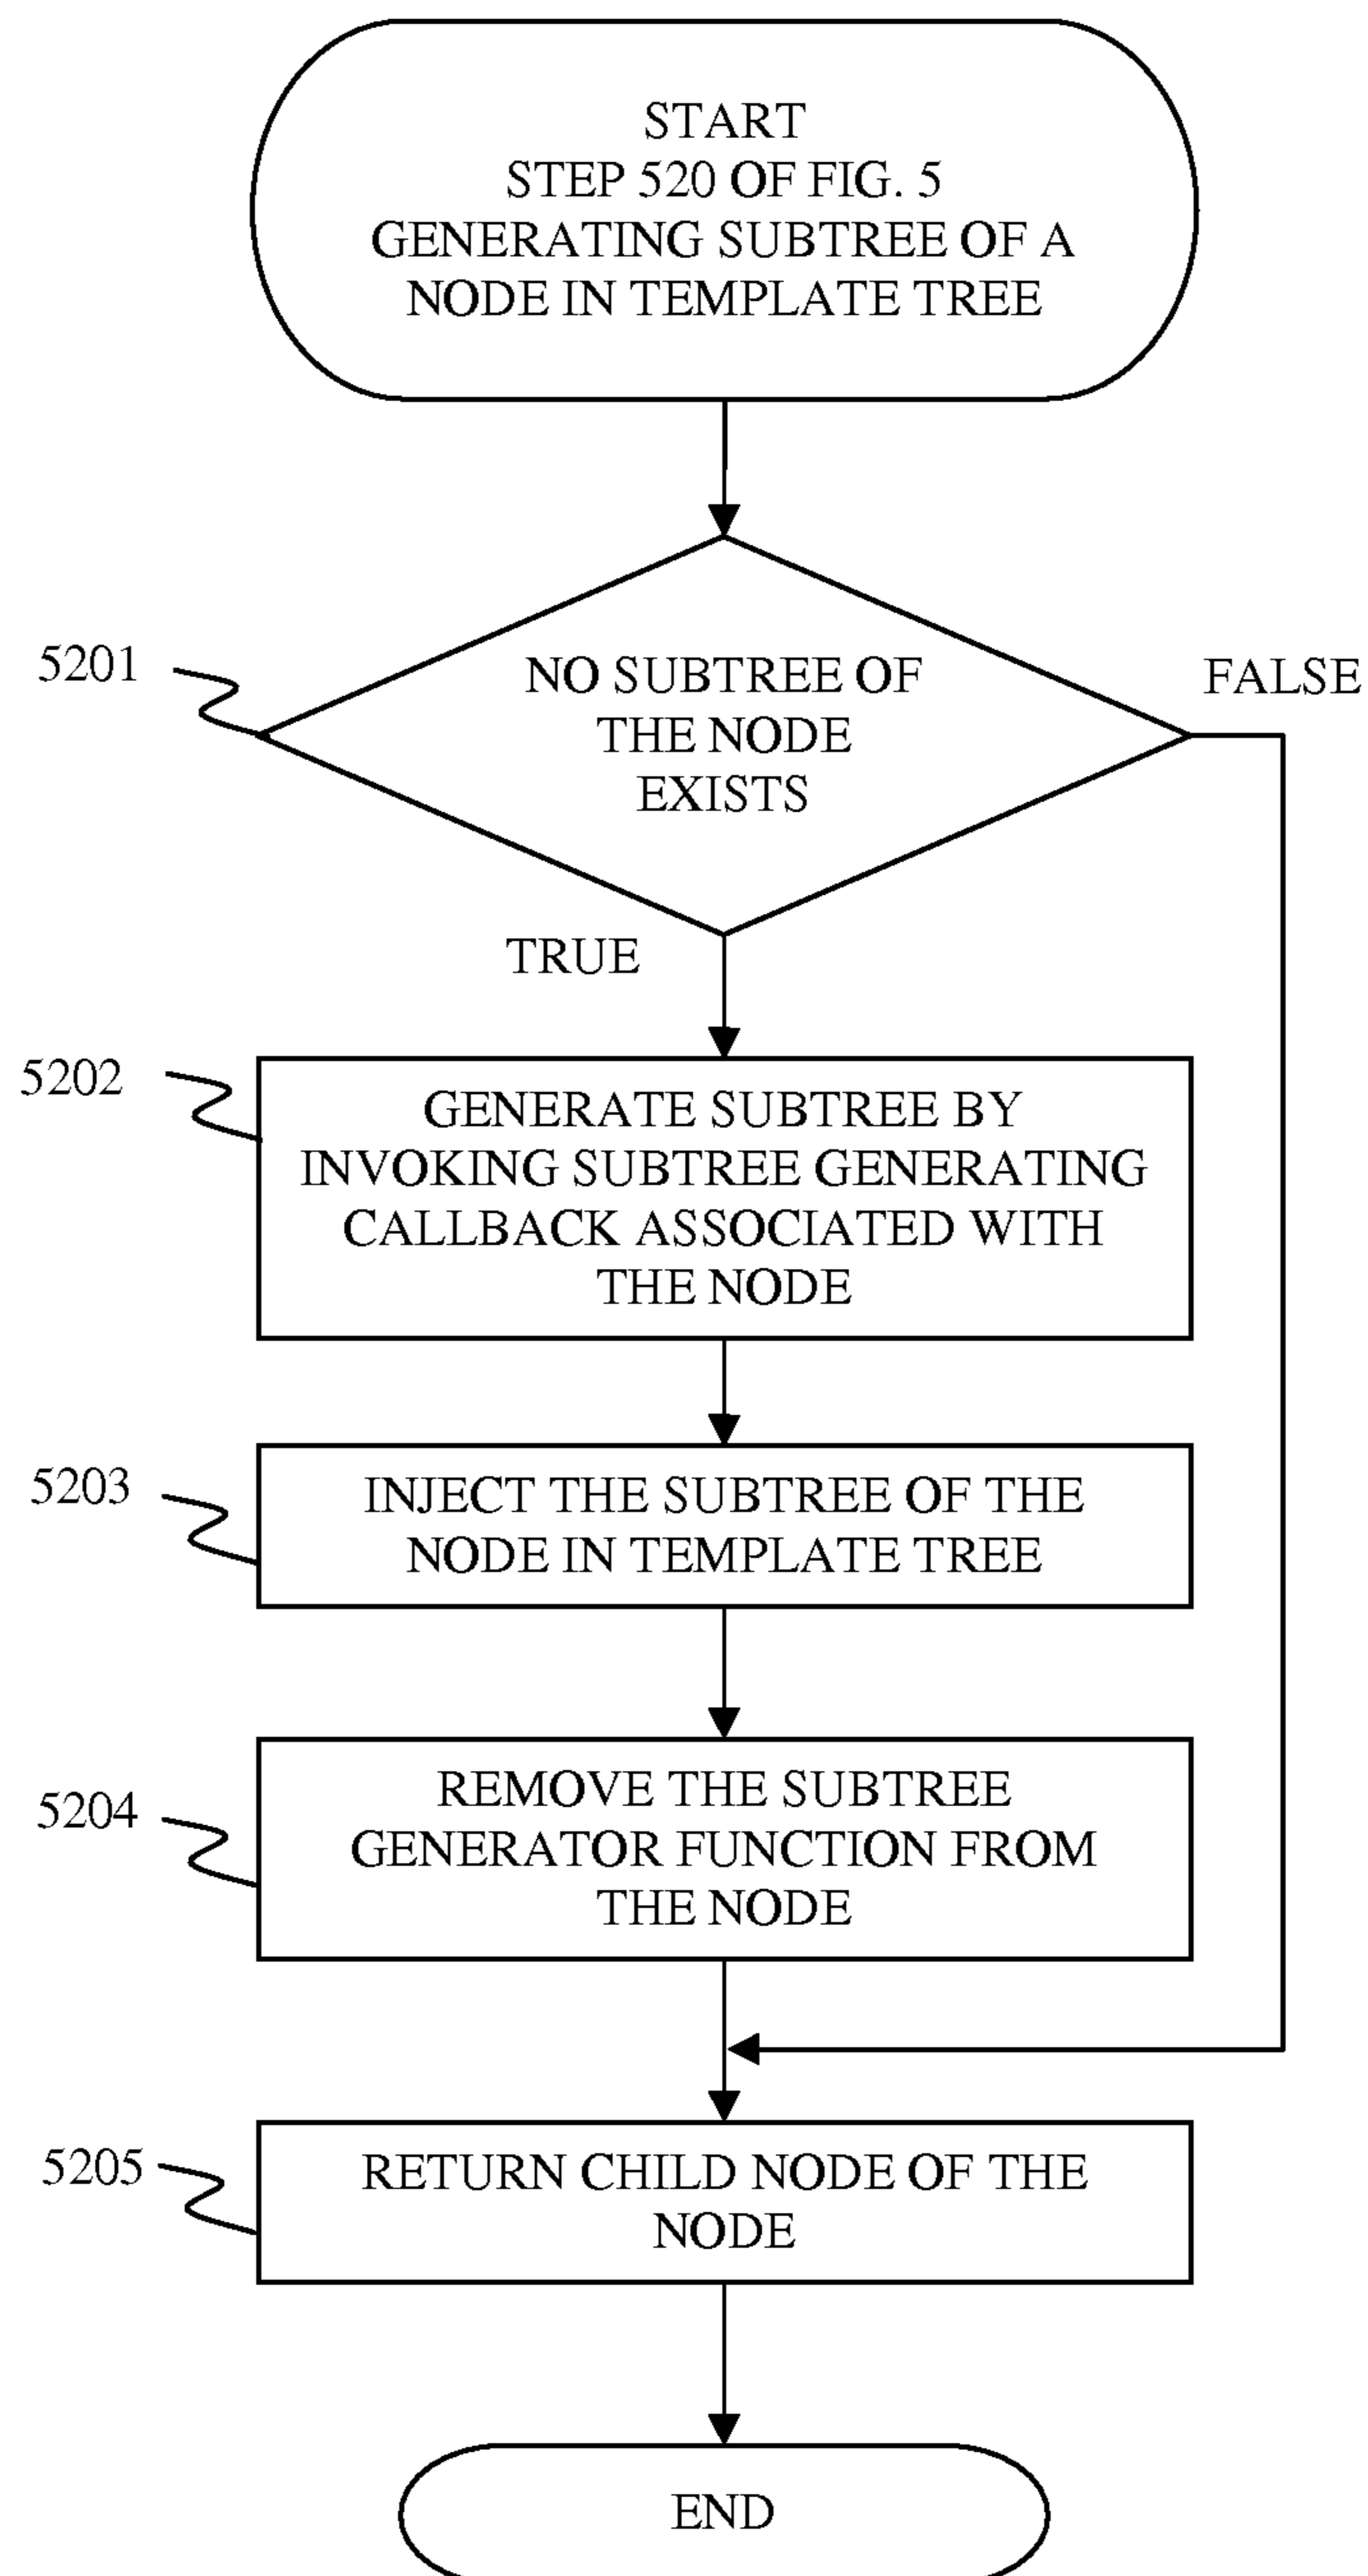 START
STEP 520 OF FIG. 5
GENERATING SUBTREE OF A
NODE IN TEMPLATE TREE
5201
NO SUBTREE OF
THE NODE
EXISTS
FALSE
TRUE
5202
GENERATE SUBTREE BY
INVOKING SUBTREE GENERATING
CALLBACK ASSOCIATED WITH
THE NODE
5203
INJECT THE SUBTREE OF THE
NODE IN TEMPLATE TREE
5204
REMOVE THE SUBTREE
GENERATOR FUNCTION FROM
THE NODE
5205
RETURN CHILD NODE OF THE
NODE
END